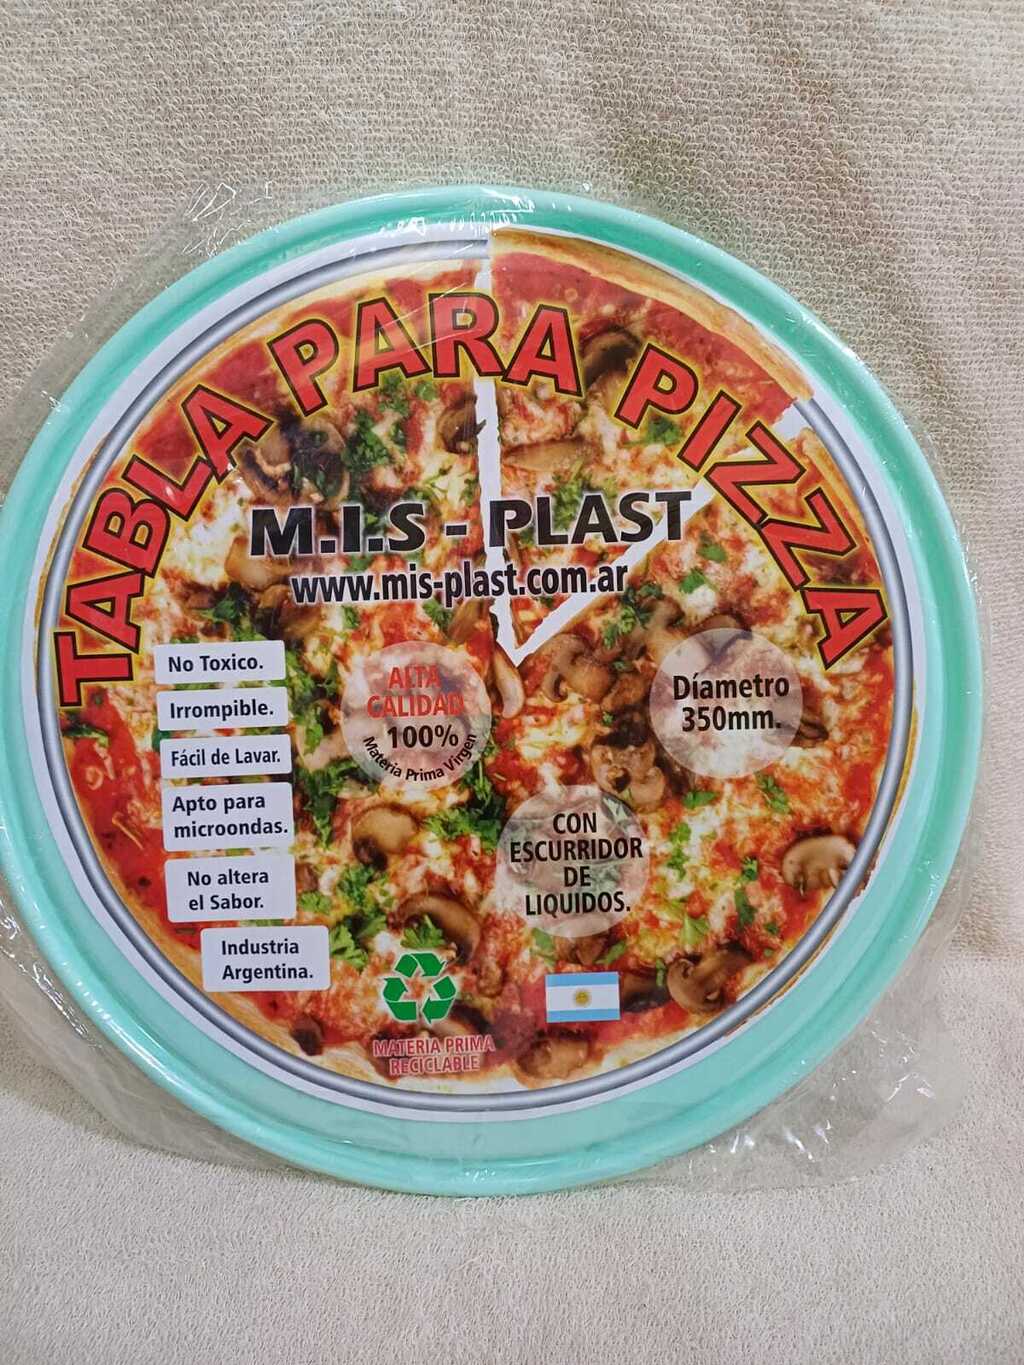 TABLA PARA PIZZA
M.I.S - PLAST
www.mis-plast.com.ar
No Toxico.
Irrompible.
Fácil de Lavar.
Apto para
microondas.
No altera
el Sabor.
Industria
Argentina.
ALTA
CALIDAD
100%
Materia Prima Virgen
Díametro
350mm.
CON
ESCURRIDOR
DE
LIQUIDOS.
MATERIA PRIMA
RECICLABLE